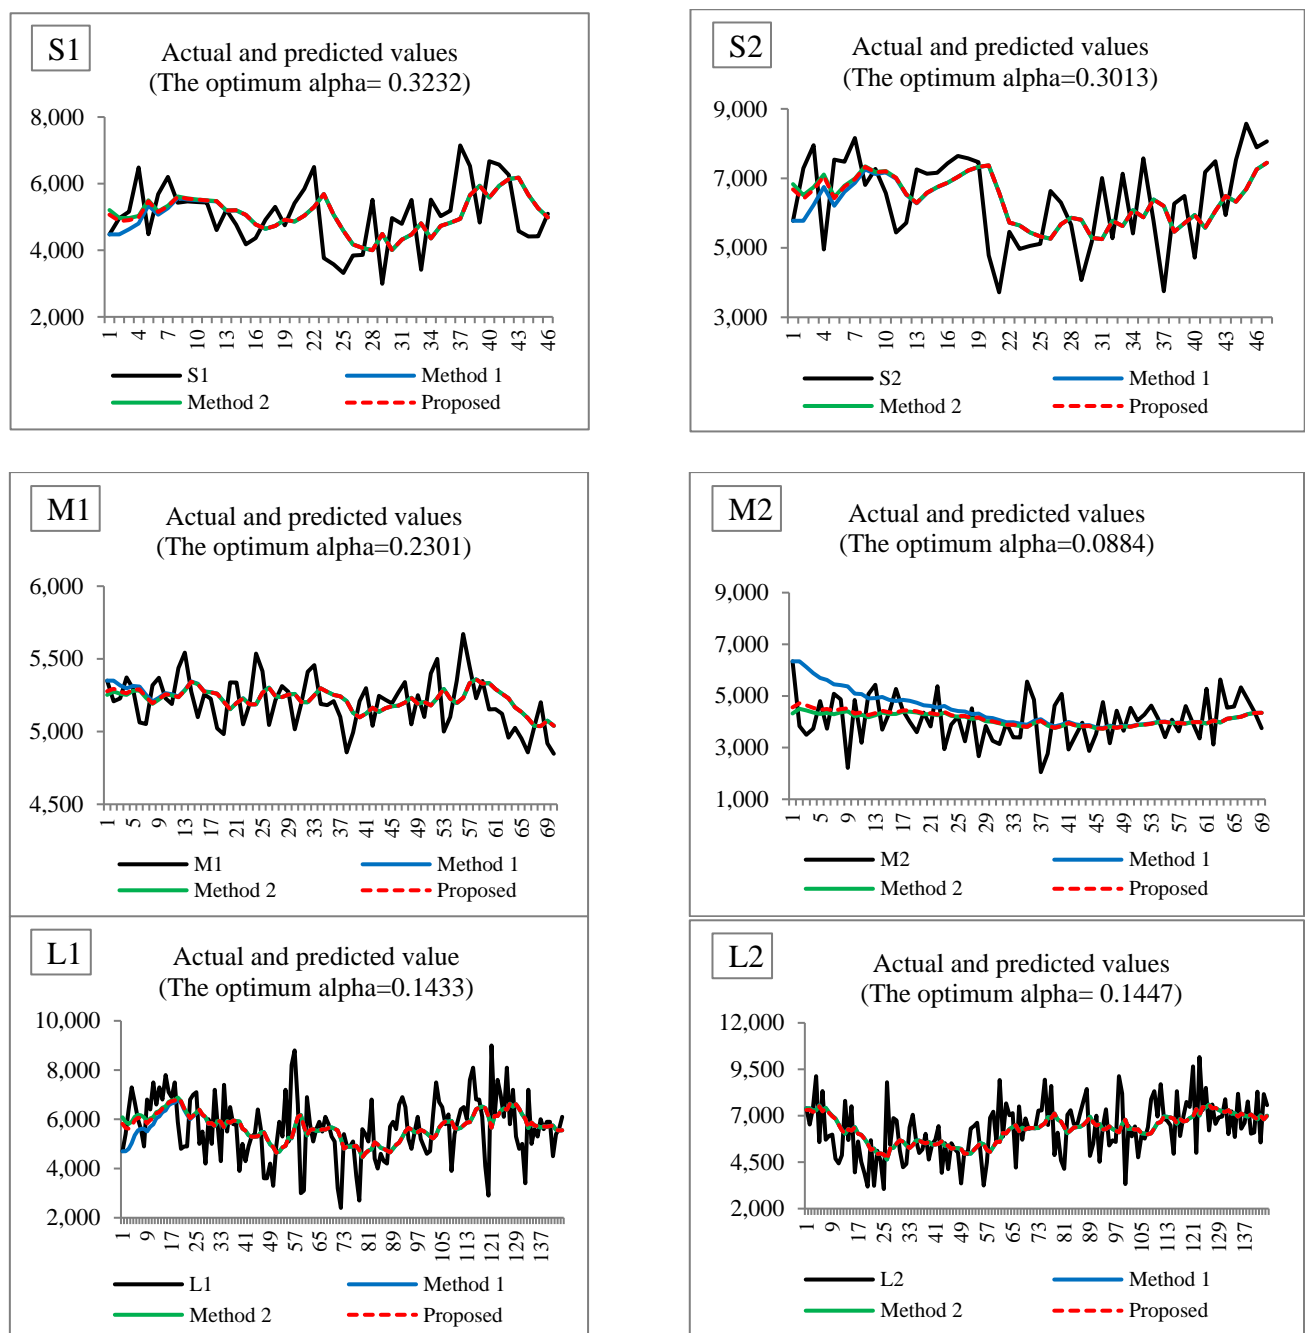 S1
Actual and predicted values
(The optimum alpha= 0.3232)
8,000
6,000
4,000
2,000
1 4 7 10 13 16 19 22 25 28 31 34 37 40 43 46
S1 Method 1
Method 2 Proposed
S2
Actual and predicted values
(The optimum alpha=0.3013)
9,000
7,000
5,000
3,000
1 4 7 10 13 16 19 22 25 28 31 34 37 40 43 46
S2 Method 1
Method 2 Proposed
M1
Actual and predicted values
(The optimum alpha=0.2301)
6,000
5,500
5,000
4,500
1 5 9 13 17 21 25 29 33 37 41 45 49 53 57 61 65 69
M1 Method 1
Method 2 Proposed
M2
Actual and predicted values
(The optimum alpha=0.0884)
9,000
7,000
5,000
3,000
1,000
1 5 9 13 17 21 25 29 33 37 41 45 49 53 57 61 65 69
M2 Method 1
Method 2 Proposed
L1
Actual and predicted value
(The optimum alpha=0.1433)
10,000
8,000
6,000
4,000
2,000
1 9 17 25 33 41 49 57 65 73 81 89 97 105 113 121 129 137
L1 Method 1
Method 2 Proposed
L2
Actual and predicted values
(The optimum alpha= 0.1447)
12,000
9,500
7,000
4,500
2,000
1 9 17 25 33 41 49 57 65 73 81 89 97 105 113 121 129 137
L2 Method 1
Method 2 Proposed